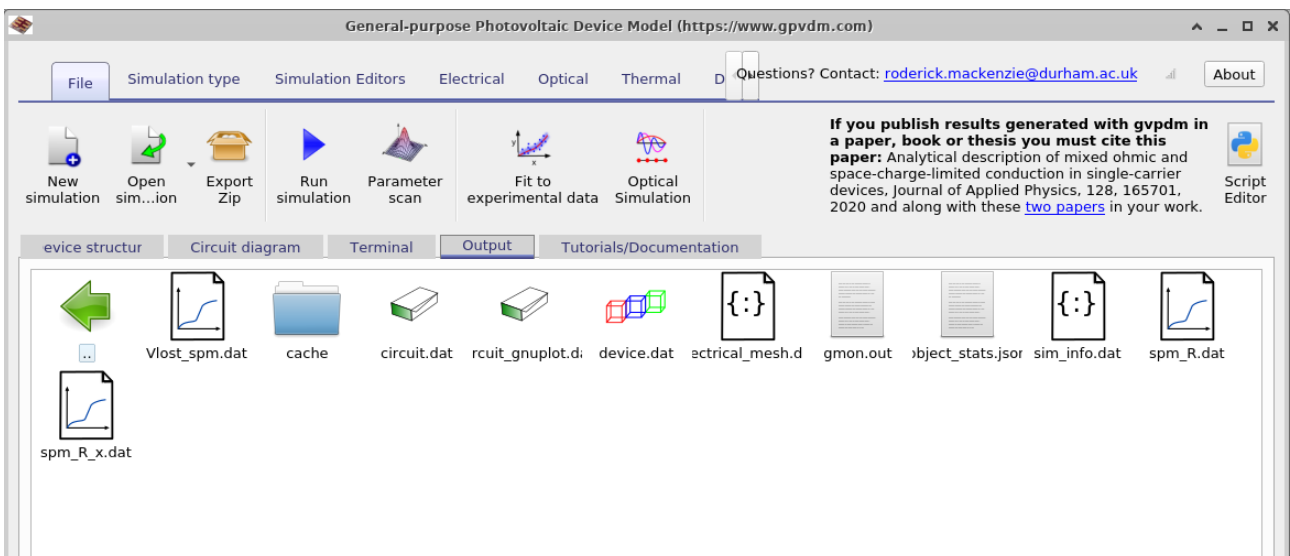 General-purpose Photovoltaic Device Model (https://www.gpvdm.com)
File Simulation type Simulation Editors Electrical Optical Thermal D Questions? Contact: roderick.mackenzie@durham.ac.uk About
New simulation
Open sim...ion
Export Zip
Run simulation
Parameter scan
Fit to experimental data
Optical Simulation
If you publish results generated with gvpdm in
a paper, book or thesis you must cite this
paper: Analytical description of mixed ohmic and
space-charge-limited conduction in single-carrier
devices, Journal of Applied Physics, 128, 165701,
2020 and along with these two papers in your work.
Script Editor
evice structur Circuit diagram Terminal Output Tutorials/Documentation
{:} {:}
.. Vlost_spm.dat cache circuit.dat rcuit_gnuplot.da device.dat ectrical_mesh.d gmon.out object_stats.jsor sim_info.dat spm_R.dat
spm_R_x.dat